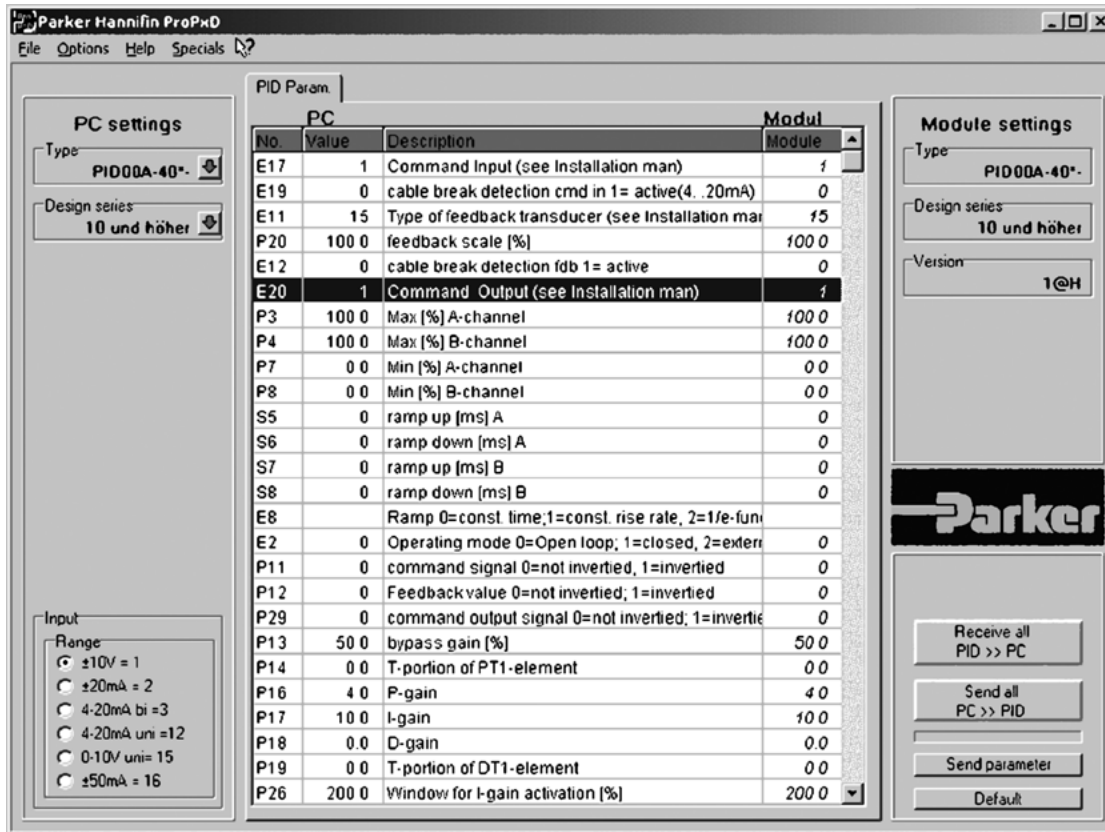 Parker Hannifin ProPxD
File Options Help Specials
PC settings
Type
PID00A-40*-
Design series
10 und höher
Input
Range
±10V = 1
±20mA = 2
4-20mA bi =3
4-20mA uni =12
0-10V uni= 15
±50mA = 16
PID Param.
PC Modul
No. Value Description Module
E17 1 Command Input (see Installation man) 1
E19 0 cable break detection cmd in 1= active(4. .20mA) 0
E11 15 Type of feedback transducer (see Installation mar 15
P20 100 0 feedback scale [%] 100 0
E12 0 cable break detection fdb 1= active 0
E20 1 Command Output (see Installation man) 1
P3 100 0 Max [%] A-channel 100 0
P4 100 0 Max [%] B-channel 100 0
P7 0 0 Min [%] A-channel 0 0
P8 0 0 Min [%] B-channel 0 0
S5 0 ramp up [ms] A 0
S6 0 ramp down [ms] A 0
S7 0 ramp up [ms] B 0
S8 0 ramp down [ms] B 0
E8 Ramp 0=const. time;1=const. rise rate, 2=1/e-fun
E2 0 Operating mode 0=Open loop; 1=closed, 2=extern 0
P11 0 command signal 0=not invertied, 1=invertied 0
P12 0 Feedback value 0=not invertied; 1=invertied 0
P29 0 command output signal 0=not invertied; 1=invertie 0
P13 50 0 bypass gain [%] 50 0
P14 0 0 T-portion of PT1-element 0 0
P16 4 0 P-gain 4 0
P17 10 0 I-gain 10 0
P18 0.0 D-gain 0.0
P19 0 0 T-portion of DT1-element 0 0
P26 200 0 Window for I-gain activation [%] 200 0
Module settings
Type
PID00A-40*-
Design series
10 und höher
Version
1@H
Parker
Receive all
PID >> PC
Send all
PC >> PID
Send parameter
Default